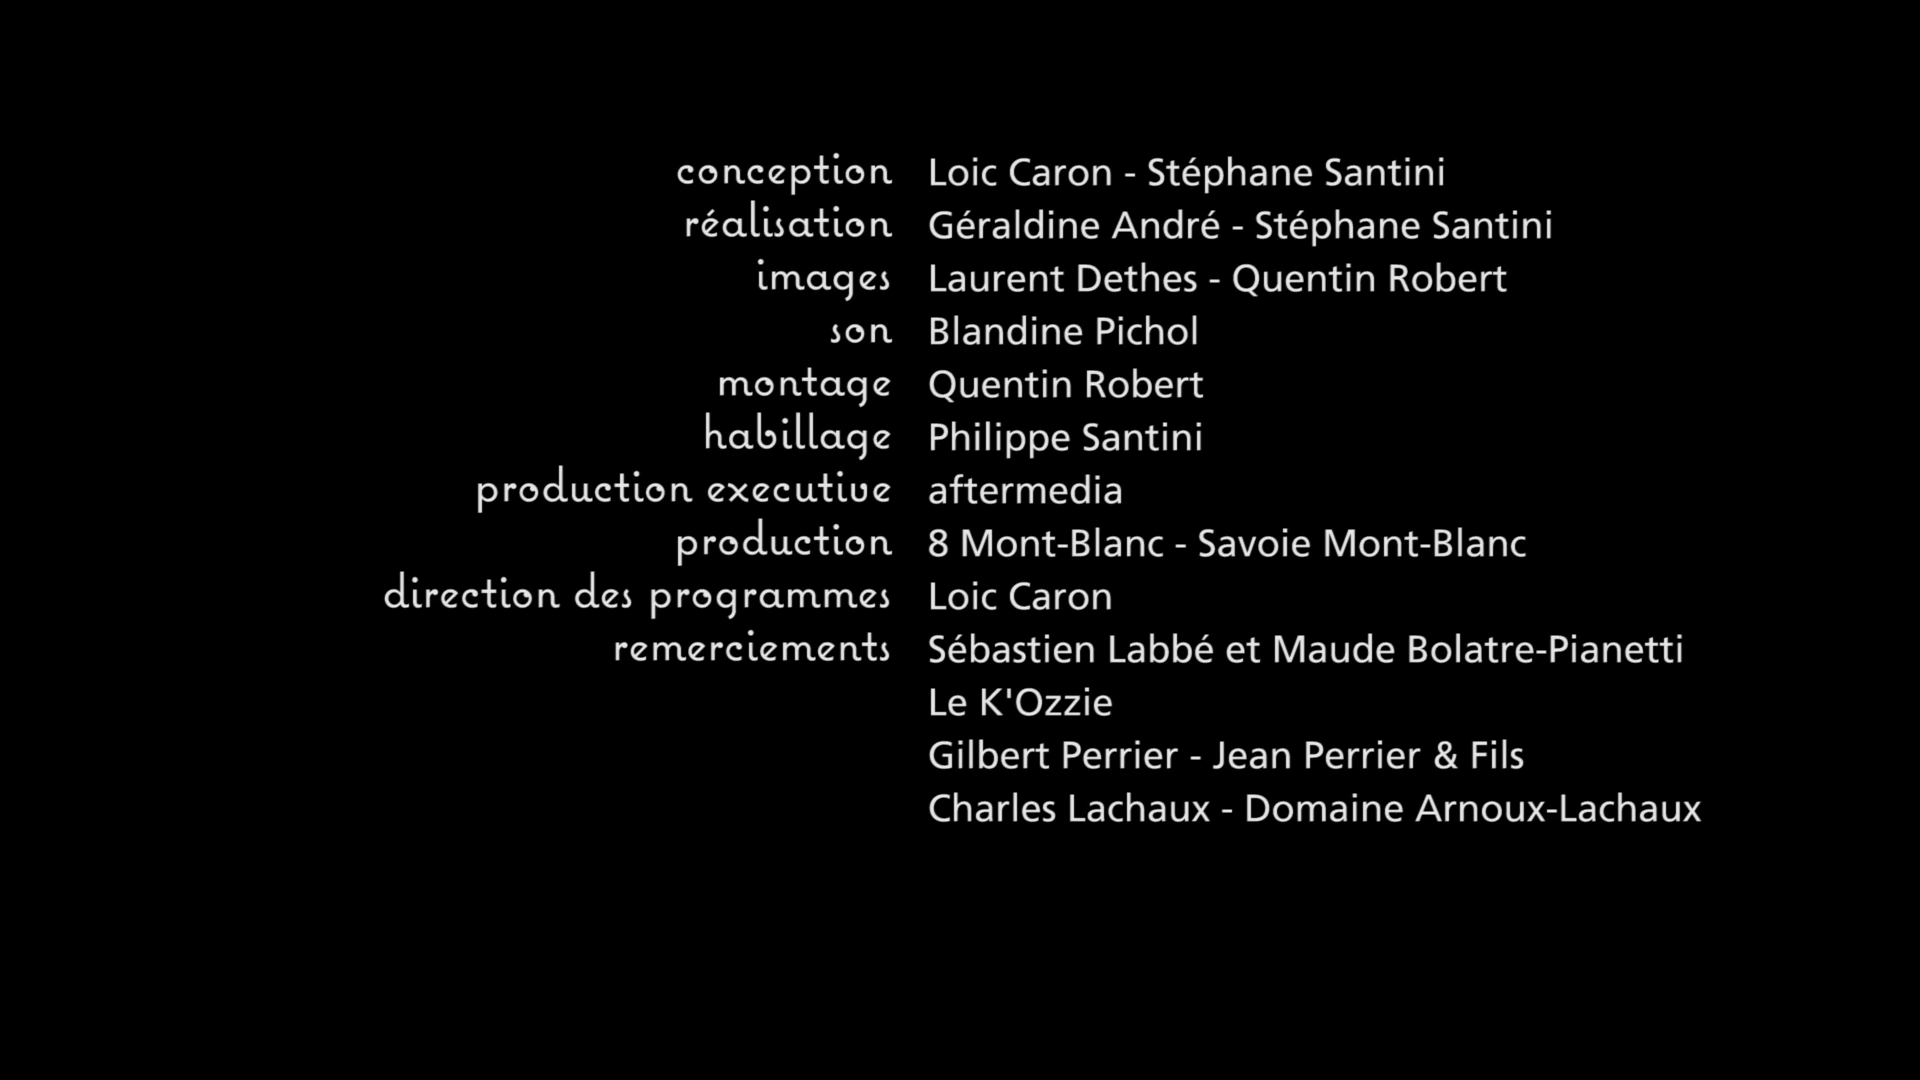 conception Loic Caron - Stéphane Santini
réalisation Géraldine André - Stéphane Santini
images Laurent Dethes - Quentin Robert
son Blandine Pichol
montage Quentin Robert
habillage Philippe Santini
production executive aftermedia
production 8 Mont-Blanc - Savoie Mont-Blanc
direction des programmes Loic Caron
remerciements Sébastien Labbé et Maude Bolatre-Pianetti
Le K'Ozzie
Gilbert Perrier - Jean Perrier & Fils
Charles Lachaux - Domaine Arnoux-Lachaux